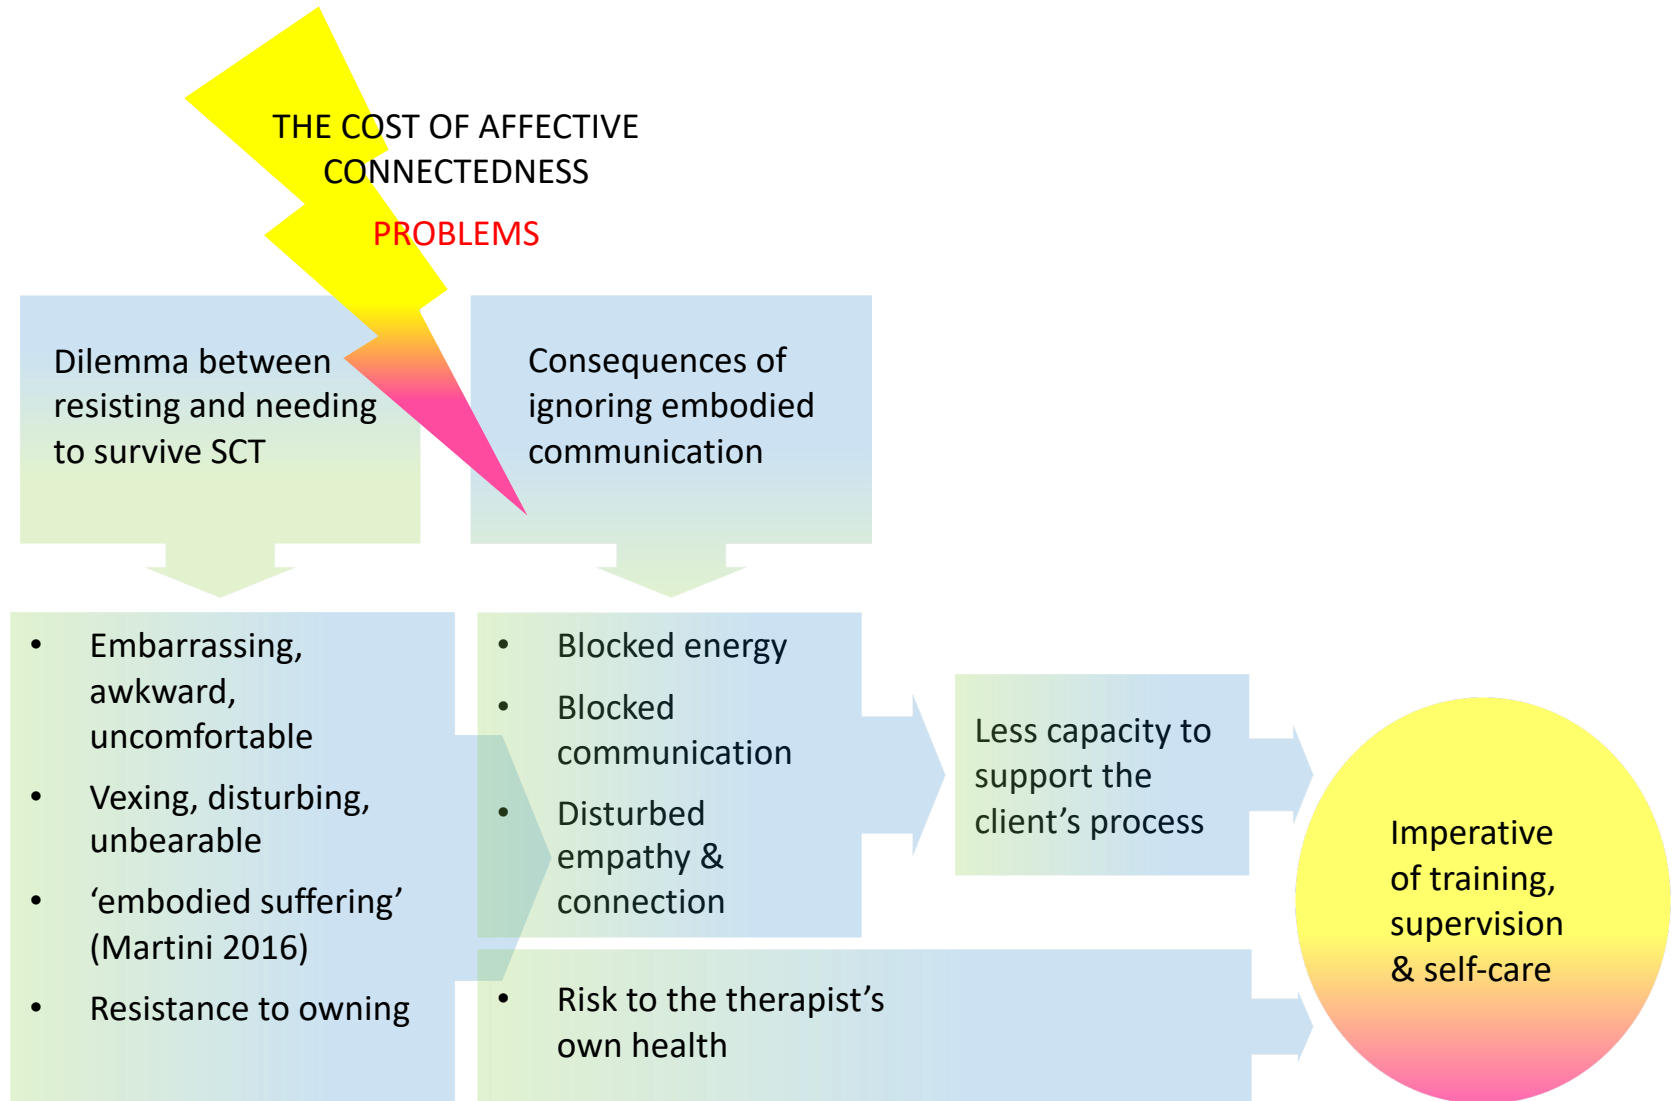 THE COST OF AFFECTIVE
CONNECTEDNESS
PROBLEMS
Dilemma between
resisting and needing
to survive SCT
Consequences of
ignoring embodied
communication
• Embarrassing,
awkward,
uncomfortable
• Vexing, disturbing,
unbearable
• ‘embodied suffering’
(Martini 2016)
• Resistance to owning
• Blocked energy
• Blocked
communication
• Disturbed
empathy &
connection
• Risk to the therapist’s
own health
Less capacity to
support the
client’s process
Imperative
of training,
supervision
& self-care